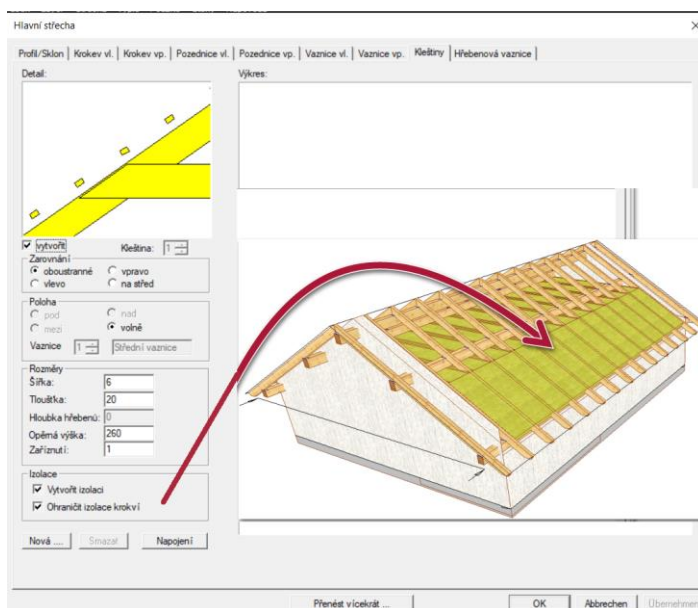 Hlavní střecha
Profil/Sklon Krokev vl. Krokev vp. Pozednice vl. Pozednice vp. Vaznice vl. Vaznice vp. Kleštiny Hřebenová vaznice
Detail:
Výkres:
vytvořit Kleština: 1
Zarovnání
oboustranné vpravo
vlevo na střed
Poloha
pod nad
mezi volně
Vaznice 1 Střední vaznice
Rozměry
Šířka: 6
Tloušťka: 20
Hloubka hřebenů: 0
Opěrná výška: 260
Zaříznutí: 1
Izolace
Vytvořit izolaci
Ohraničit izolace krokví
Nová .... Smazat Napojení
Přenést vícekrát ... OK Abbrechen Übernehmen